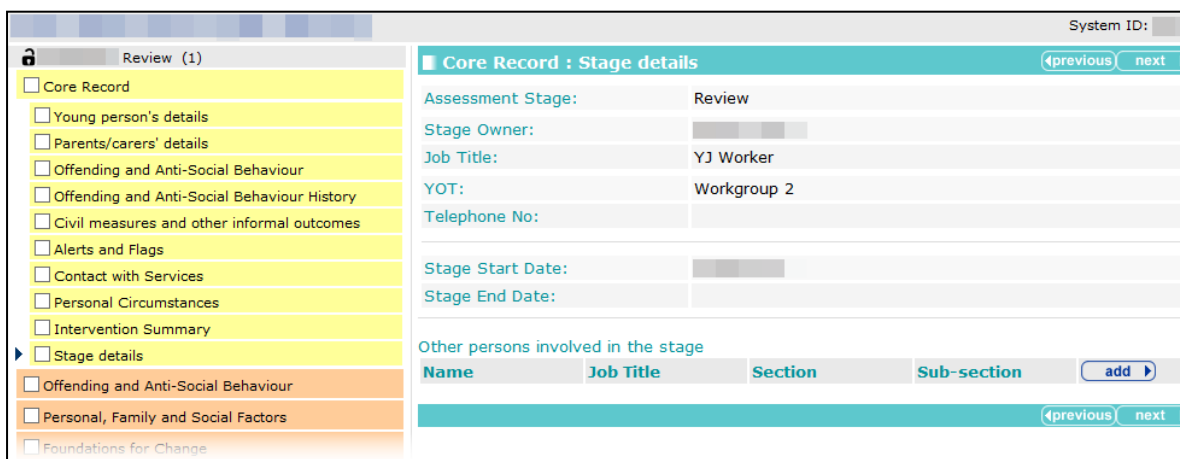 System ID:
Review (1)
Core Record
Young person's details
Parents/carers' details
Offending and Anti-Social Behaviour
Offending and Anti-Social Behaviour History
Civil measures and other informal outcomes
Alerts and Flags
Contact with Services
Personal Circumstances
Intervention Summary
Stage details
Offending and Anti-Social Behaviour
Personal, Family and Social Factors
Foundations for Change
Core Record : Stage details
previous next
Assessment Stage: Review
Stage Owner:
Job Title: YJ Worker
YOT: Workgroup 2
Telephone No:
Stage Start Date:
Stage End Date:
Other persons involved in the stage
Name Job Title Section Sub-section add
previous next